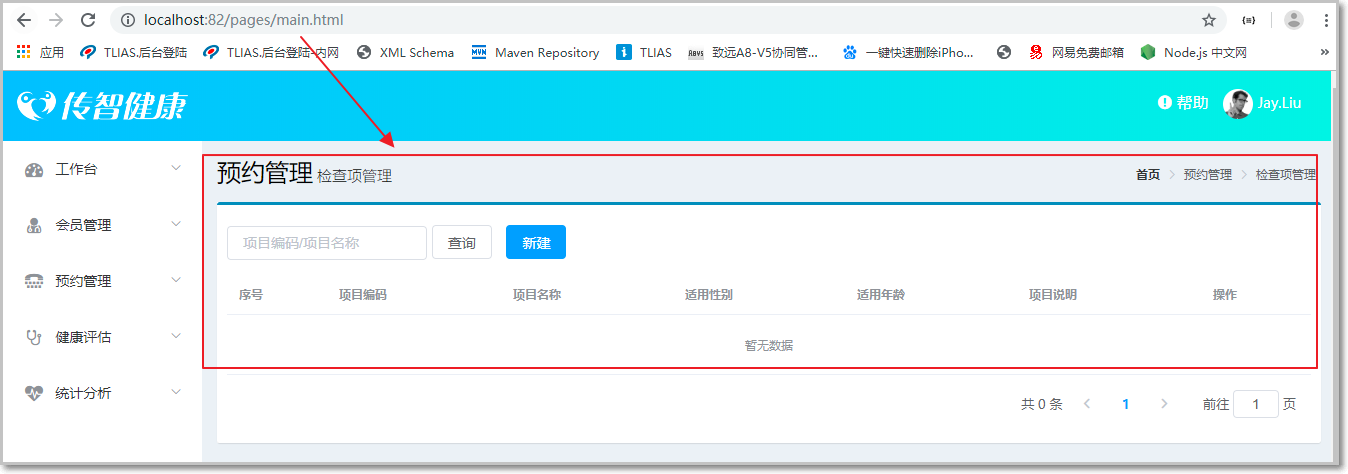 localhost:82/pages/main.html
应用 TLIAS.后台登陆 TLIAS.后台登陆-内网 XML Schema Maven Repository TLIAS 致远A8-V5协同管... 一键快速删除iPho... 网易免费邮箱 Node.js 中文网 »
传智健康 帮助 Jay.Liu
工作台
会员管理
预约管理
健康评估
统计分析
预约管理 检查项管理 首页 预约管理 检查项管理
项目编码/项目名称 查询 新建
序号 项目编码 项目名称 适用性别 适用年龄 项目说明 操作
暂无数据
共 0 条 1 前往 1 页